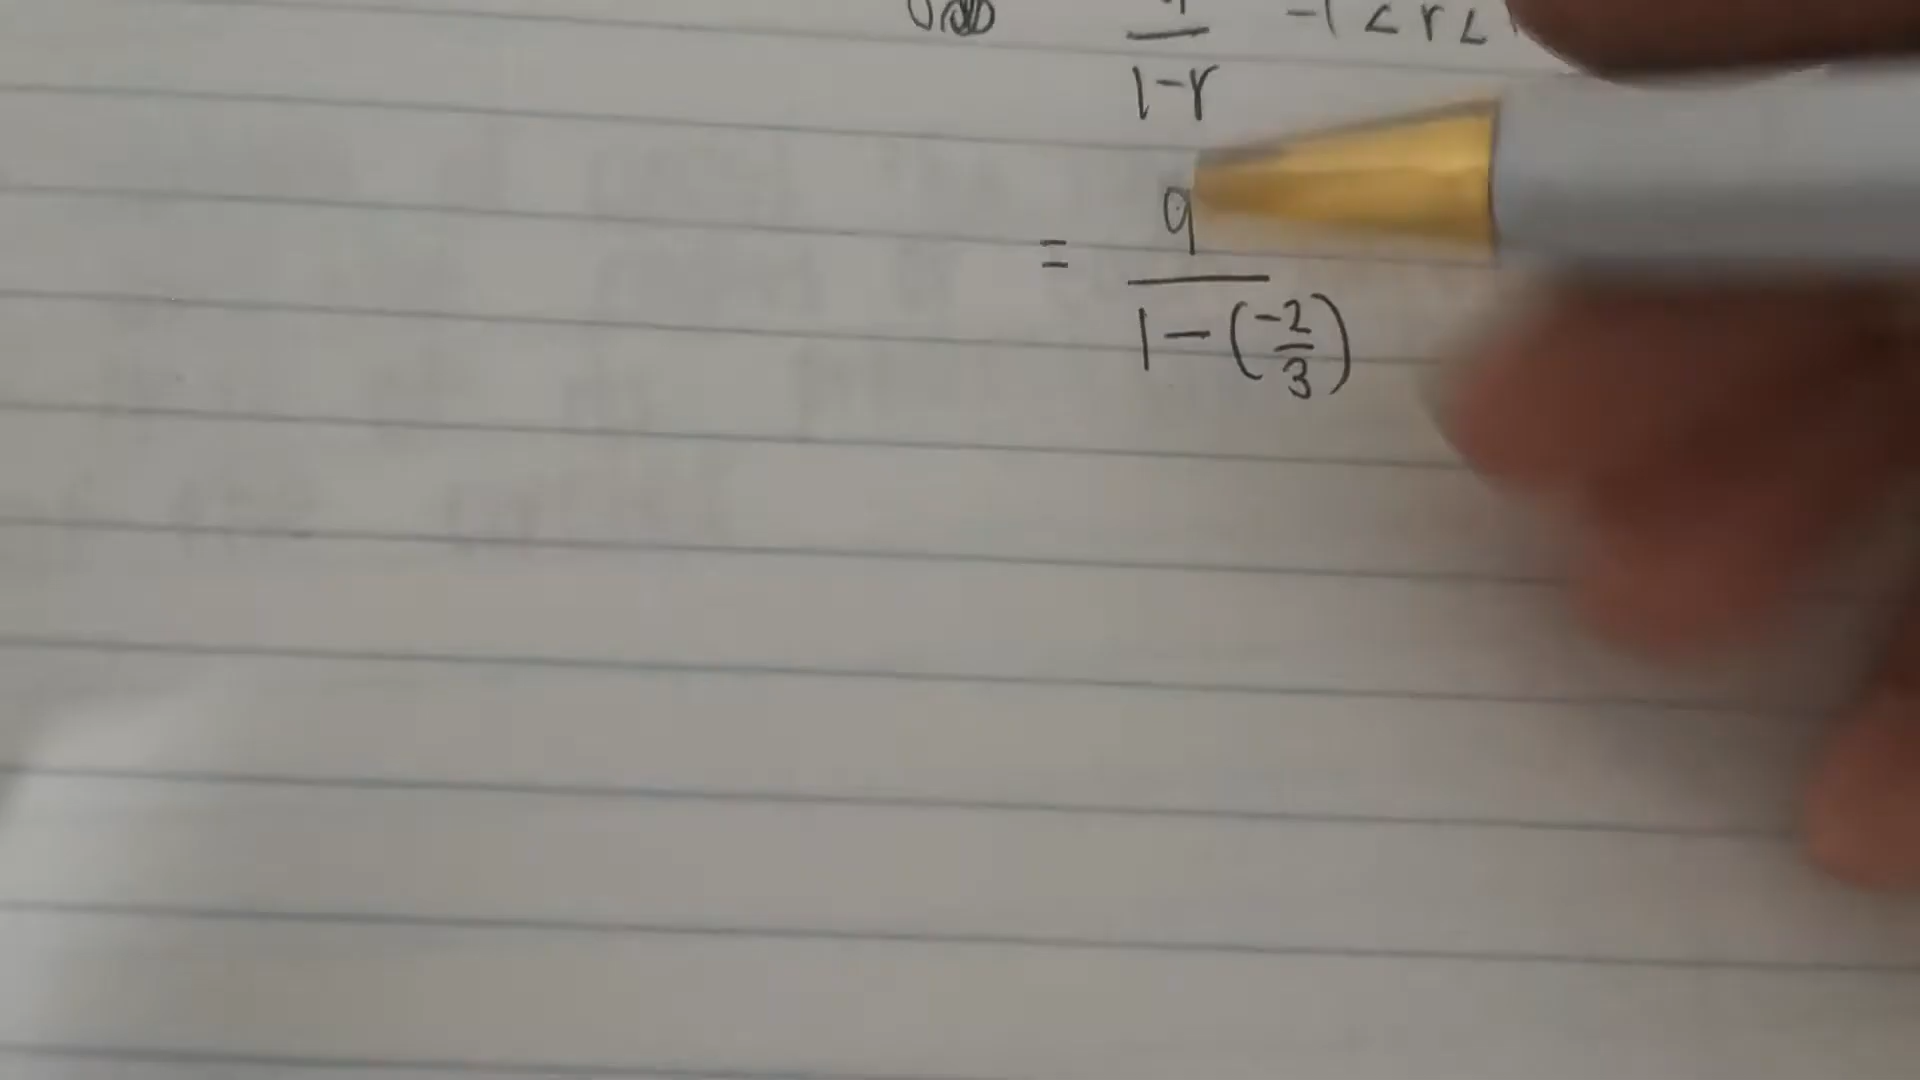 -1 < r <
1-r
= 9
1-(-2/3)